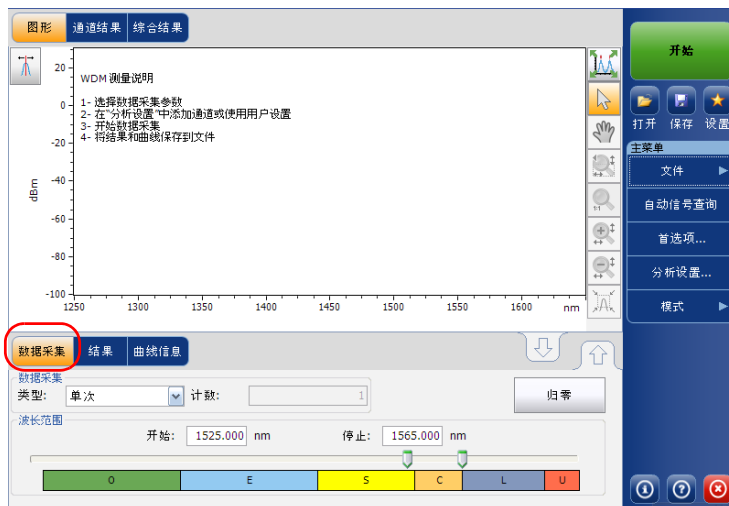 图形 通道结果 综合结果
WDM 测量说明
1- 选择数据采集参数
2- 在"分析设置"中添加通道或使用用户设置
3- 开始数据采集
4- 将结果和曲线保存到文件
20
0
-20
-40
-60
-80
-100
dBm
1250 1300 1350 1400 1450 1500 1550 1600 nm
1:1
数据采集 结果 曲线信息
数据采集
类型: 单次 计数: 1 归零
波长范围
开始: 1525.000 nm 停止: 1565.000 nm
O E S C L U
开始
打开 保存 设置
主菜单
文件
自动信号查询
首选项...
分析设置...
模式